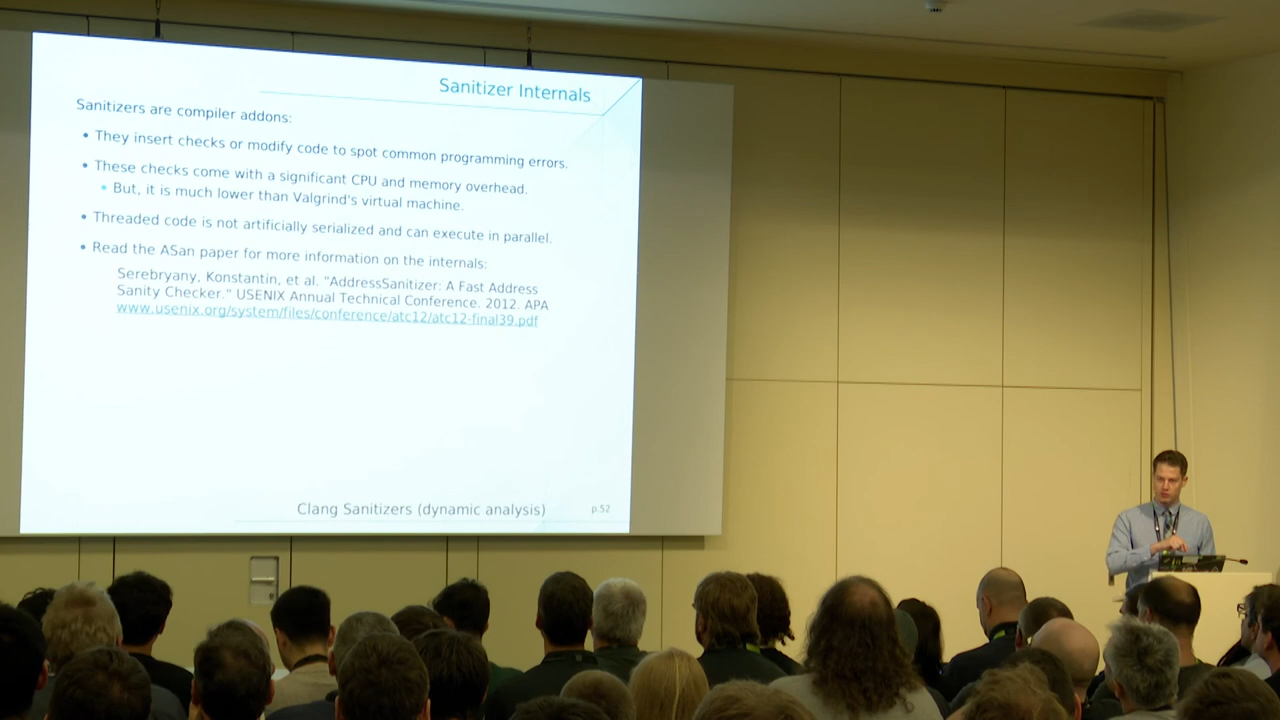 Sanitizer Internals
Sanitizers are compiler addons:
• They insert checks or modify code to spot common programming errors.
• These checks come with a significant CPU and memory overhead.
• But, it is much lower than Valgrind's virtual machine.
• Threaded code is not artificially serialized and can execute in parallel.
• Read the ASan paper for more information on the internals:
Serebryany, Konstantin, et al. "AddressSanitizer: A Fast Address
Sanity Checker." USENIX Annual Technical Conference. 2012. APA
www.usenix.org/system/files/conference/atc12/atc12-final39.pdf
Clang Sanitizers (dynamic analysis)
p.52